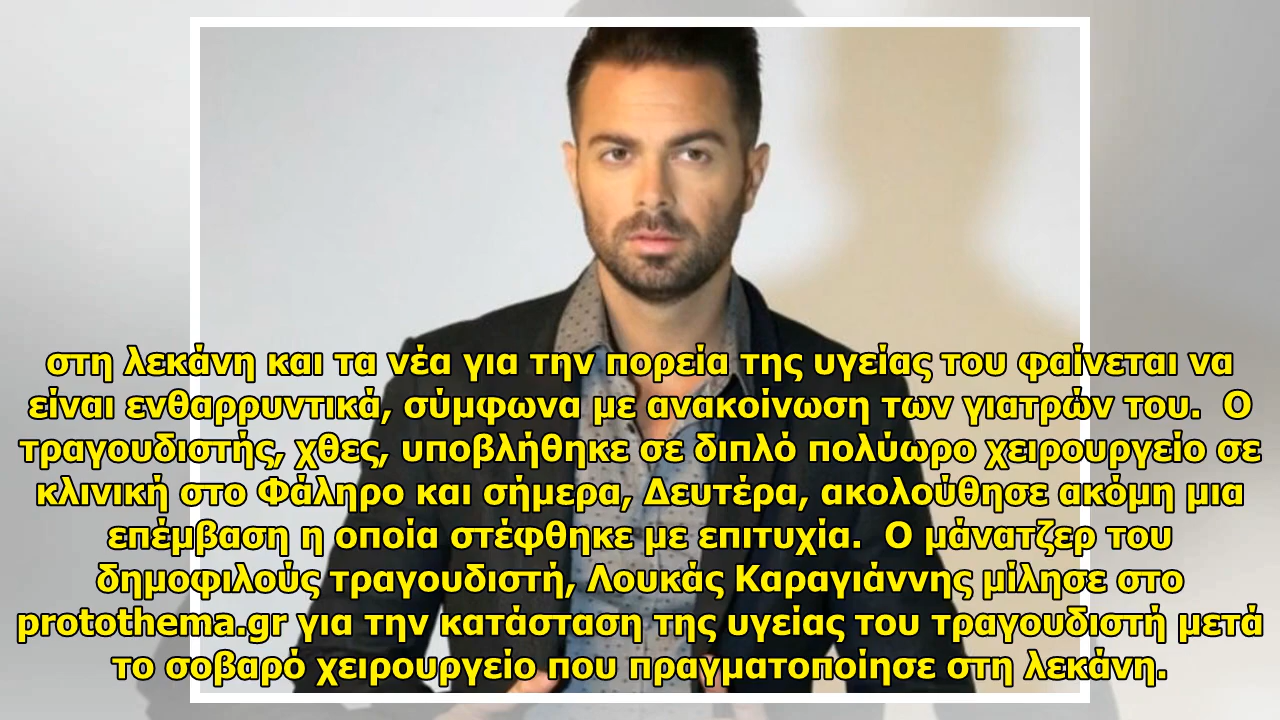 στη λεκάνη και τα νέα για την πορεία της υγείας του φαίνεται να
είναι ενθαρρυντικά, σύμφωνα με ανακοίνωση των γιατρών του.  Ο
τραγουδιστής, χθες, υποβλήθηκε σε διπλό πολύωρο χειρουργείο σε
κλινική στο Φάληρο και σήμερα, Δευτέρα, ακολούθησε ακόμη μια
επέμβαση η οποία στέφθηκε με επιτυχία.  Ο μάνατζερ του
δημοφιλούς τραγουδιστή, Λουκάς Καραγιάννης μίλησε στο
protothema.gr για την κατάσταση της υγείας του τραγουδιστή μετά
το σοβαρό χειρουργείο που πραγματοποίησε στη λεκάνη.